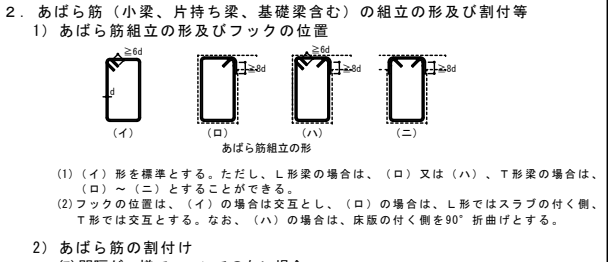 ２．あばら筋（小梁、片持ち梁、基礎梁含む）の組立の形及び割付等
１）あばら筋組立の形及びフックの位置
≧6d ≧8d ≧6d ≧8d ≧8d
d
（イ） （ロ） （ハ） （ニ）
あばら筋組立の形
(1)（イ）形を標準とする。ただし、Ｌ形梁の場合は、（ロ）又は（ハ）、Ｔ形梁の場合は、
（ロ）～（ニ）とすることができる。
(2)フックの位置は、（イ）の場合は交互とし、（ロ）の場合は、Ｌ形ではスラブの付く側、
Ｔ形では交互とする。なお、（ハ）の場合は、床版の付く側を90°折曲げとする。
２）あばら筋の割付け